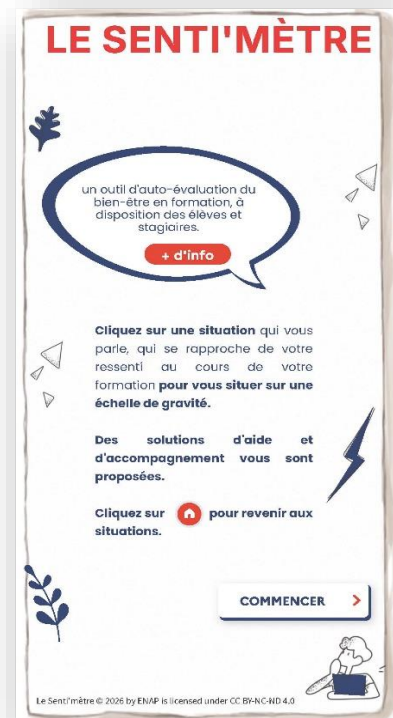 LE SENTI'MÈTRE
un outil d'auto-évaluation du
bien-être en formation, à
disposition des élèves et
stagiaires.
+ d'info
Cliquez sur une situation qui vous
parle, qui se rapproche de votre
ressenti au cours de votre
formation pour vous situer sur une
échelle de gravité.
Des solutions d'aide et
d'accompagnement vous sont
proposées.
Cliquez sur pour revenir aux
situations.
COMMENCER >
Le Senti'mètre © 2026 by ENAP is licensed under CC BY-NC-ND 4.0